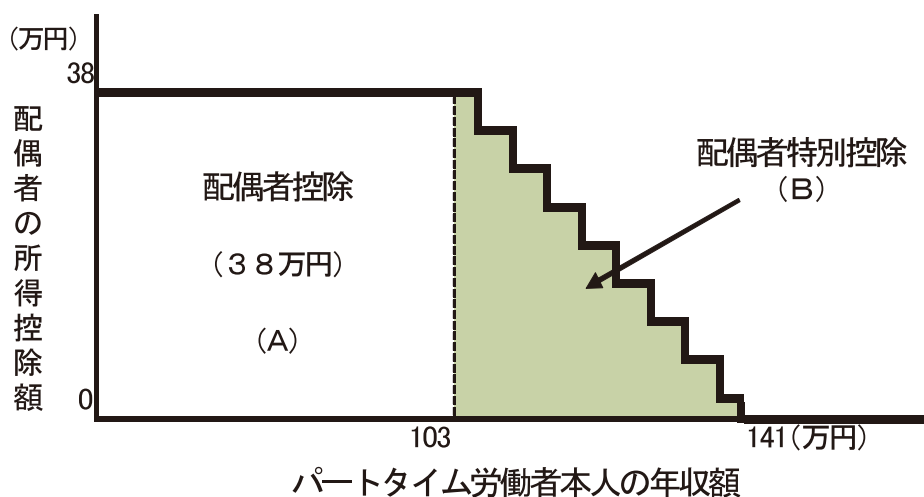 (万円)
38
配偶者の所得控除額
0
配偶者控除
(３８万円)
(Ａ)
配偶者特別控除
(Ｂ)
103
141(万円)
パートタイム労働者本人の年収額